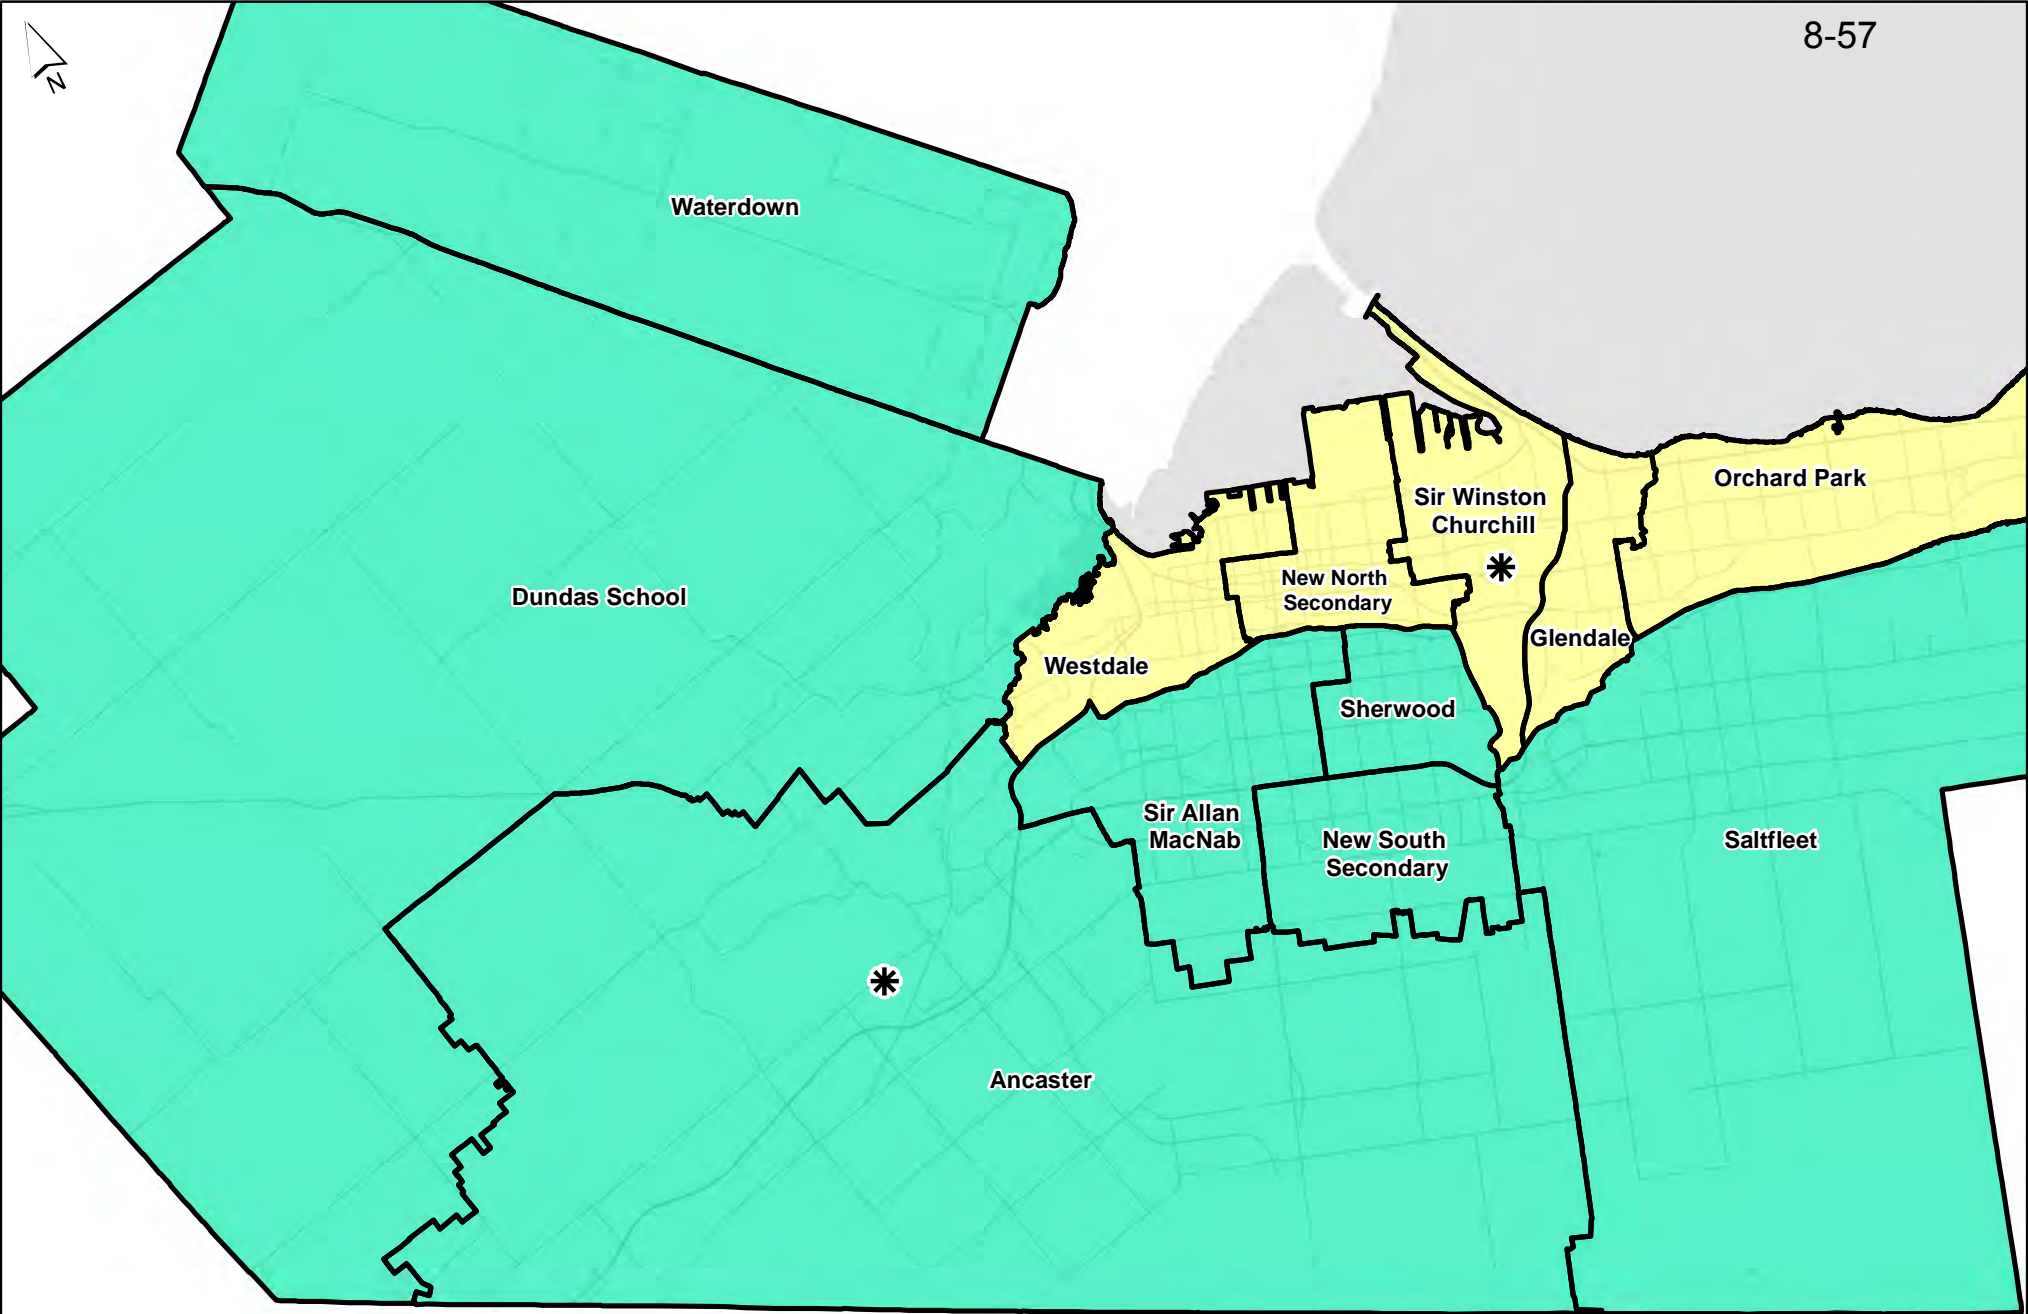 8-57
N
Waterdown
Orchard Park
Sir Winston
Churchill
New North
Secondary
Dundas School
Glendale
Westdale
Sherwood
Sir Allan
MacNab
New South
Secondary
Saltfleet
Ancaster